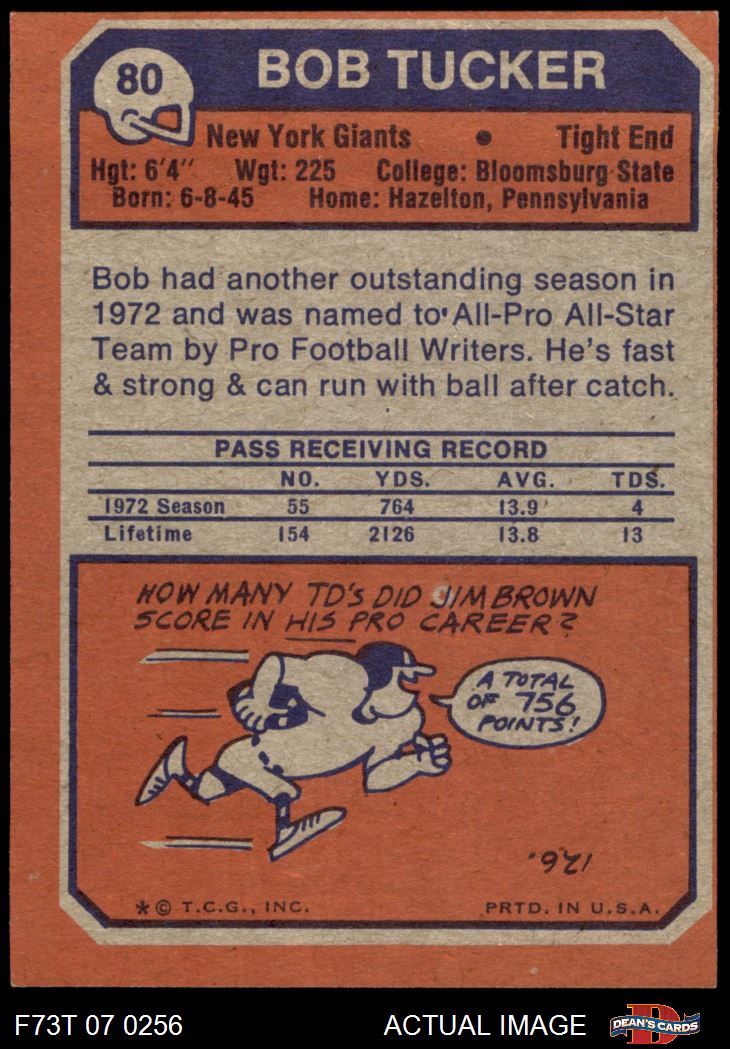 80
BOB TUCKER
New York Giants • Tight End
Hgt: 6'4" Wgt: 225 College: Bloomsburg State
Born: 6-8-45 Home: Hazelton, Pennsylvania
Bob had another outstanding season in
1972 and was named to All-Pro All-Star
Team by Pro Football Writers. He's fast
& strong & can run with ball after catch.
PASS RECEIVING RECORD
NO. YDS. AVG. TDS.
1972 Season 55 764 13.9 4
Lifetime 154 2126 13.8 13
HOW MANY TD'S DID JIM BROWN
SCORE IN HIS PRO CAREER?
A TOTAL
OF 756
POINTS!
126.
* © T.C.G., INC. PRTD. IN U.S.A.
F73T 07 0256 ACTUAL IMAGE DEAN'S CARDS